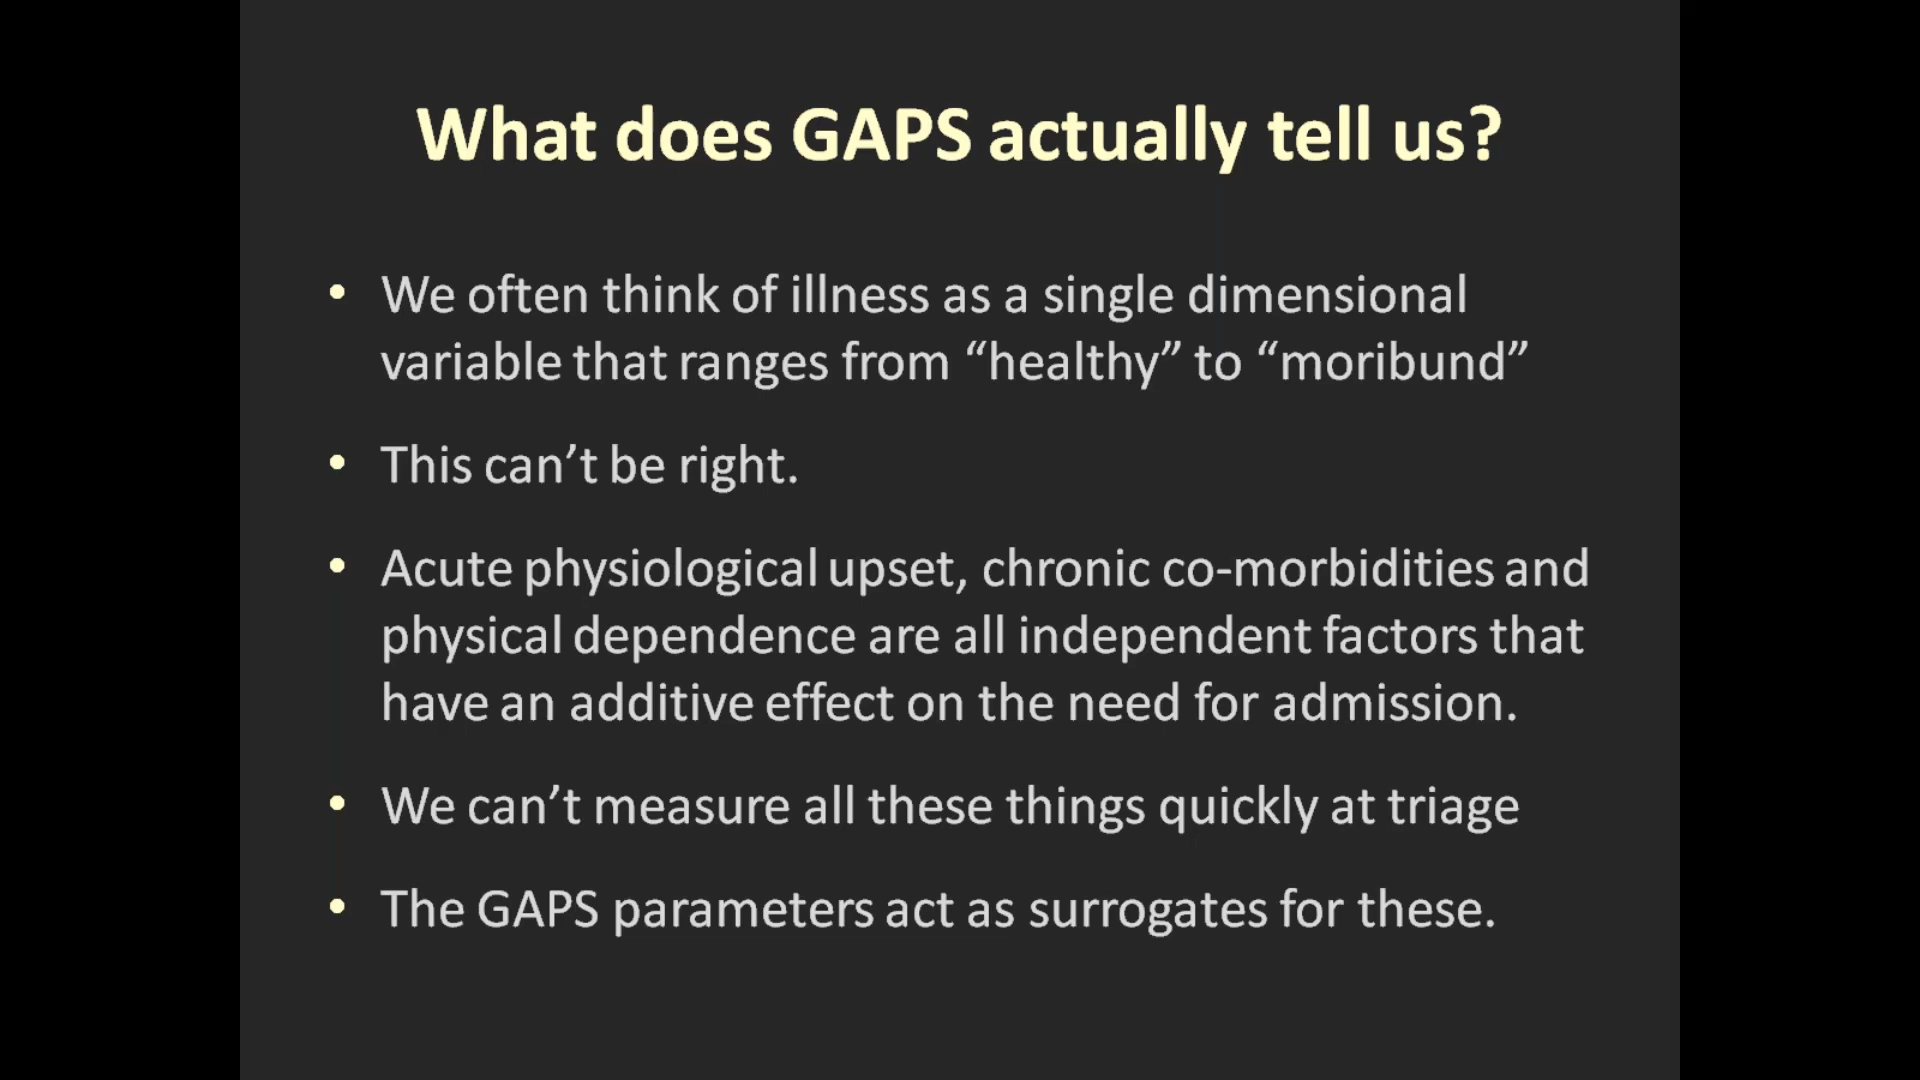 What does GAPS actually tell us?
• We often think of illness as a single dimensional
variable that ranges from “healthy” to “moribund”
• This can’t be right.
• Acute physiological upset, chronic co-morbidities and
physical dependence are all independent factors that
have an additive effect on the need for admission.
• We can’t measure all these things quickly at triage
• The GAPS parameters act as surrogates for these.